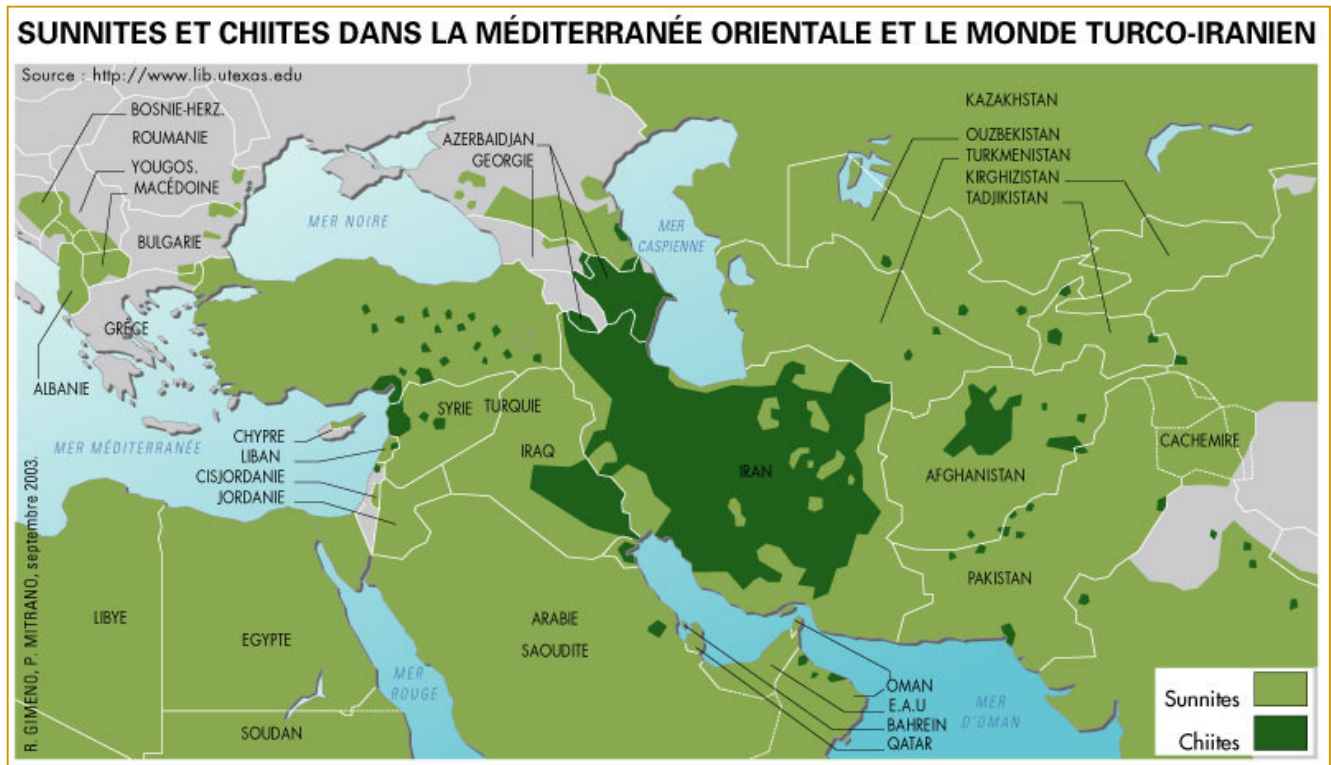 SUNNITES ET CHIITES DANS LA MÉDITERRANÉE ORIENTALE ET LE MONDE TURCO-IRANIEN
Source : http://www.lib.utexas.edu
BOSNIE-HERZ.
ROUMANIE
YOUGOS.
MACÉDOINE
BULGARIE
GRÈCE
ALBANIE
MER NOIRE
AZERBAIDJAN
GEORGIE
MER
CASPIENNE
KAZAKHSTAN
OUZBEKISTAN
TURKMENISTAN
KIRGHIZISTAN
TADJIKISTAN
MER MÉDITERRANÉE
CHYPRE
LIBAN
CISJORDANIE
JORDANIE
SYRIE
TURQUIE
IRAQ
IRAN
AFGHANISTAN
CACHEMIRE
PAKISTAN
LIBYE
EGYPTE
SOUDAN
MER
ROUGE
ARABIE
SAOUDITE
OMAN
E.A.U
BAHREIN
QATAR
MER
D'OMAN
Sunnites
Chiites
R. GIMENO, P. MITRANO, septembre 2003.